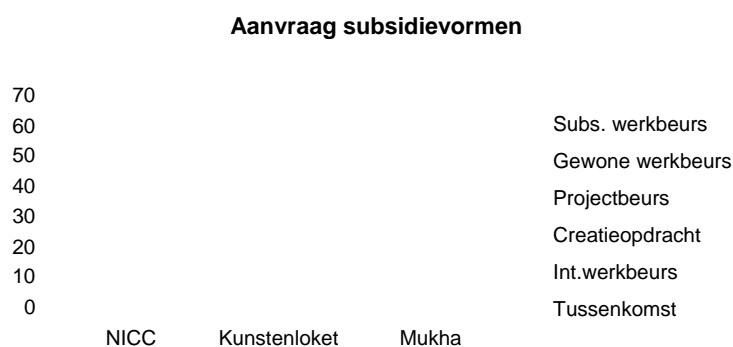 Aanvraag subsidievormen
70
60
50
40
30
20
10
0
NICC Kunstenloket Mukha
Subs. werkbeurs
Gewone werkbeurs
Projectbeurs
Creatieopdracht
Int.werkbeurs
Tussenkomst